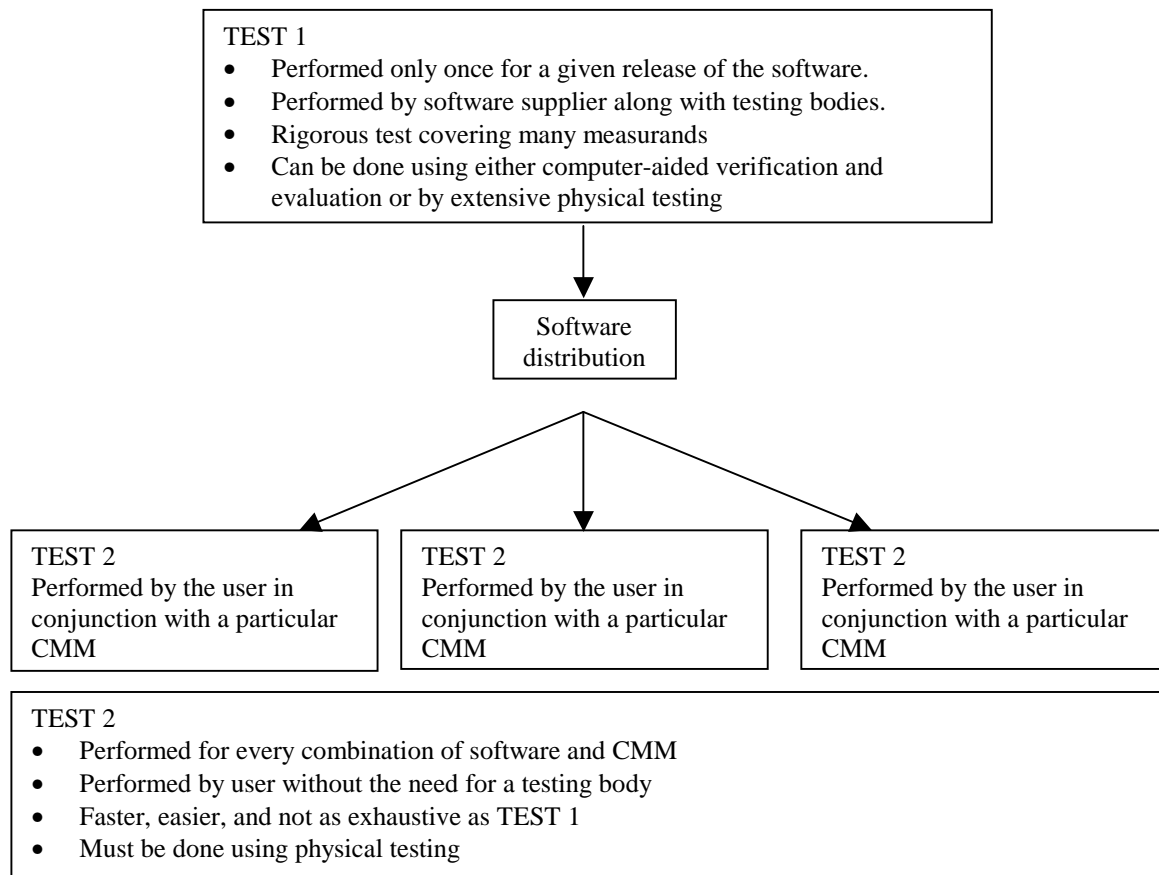 TEST 1
• Performed only once for a given release of the software.
• Performed by software supplier along with testing bodies.
• Rigorous test covering many measurands
• Can be done using either computer-aided verification and
evaluation or by extensive physical testing
Software
distribution
TEST 2
Performed by the user in
conjunction with a particular
CMM
TEST 2
Performed by the user in
conjunction with a particular
CMM
TEST 2
Performed by the user in
conjunction with a particular
CMM
TEST 2
• Performed for every combination of software and CMM
• Performed by user without the need for a testing body
• Faster, easier, and not as exhaustive as TEST 1
• Must be done using physical testing